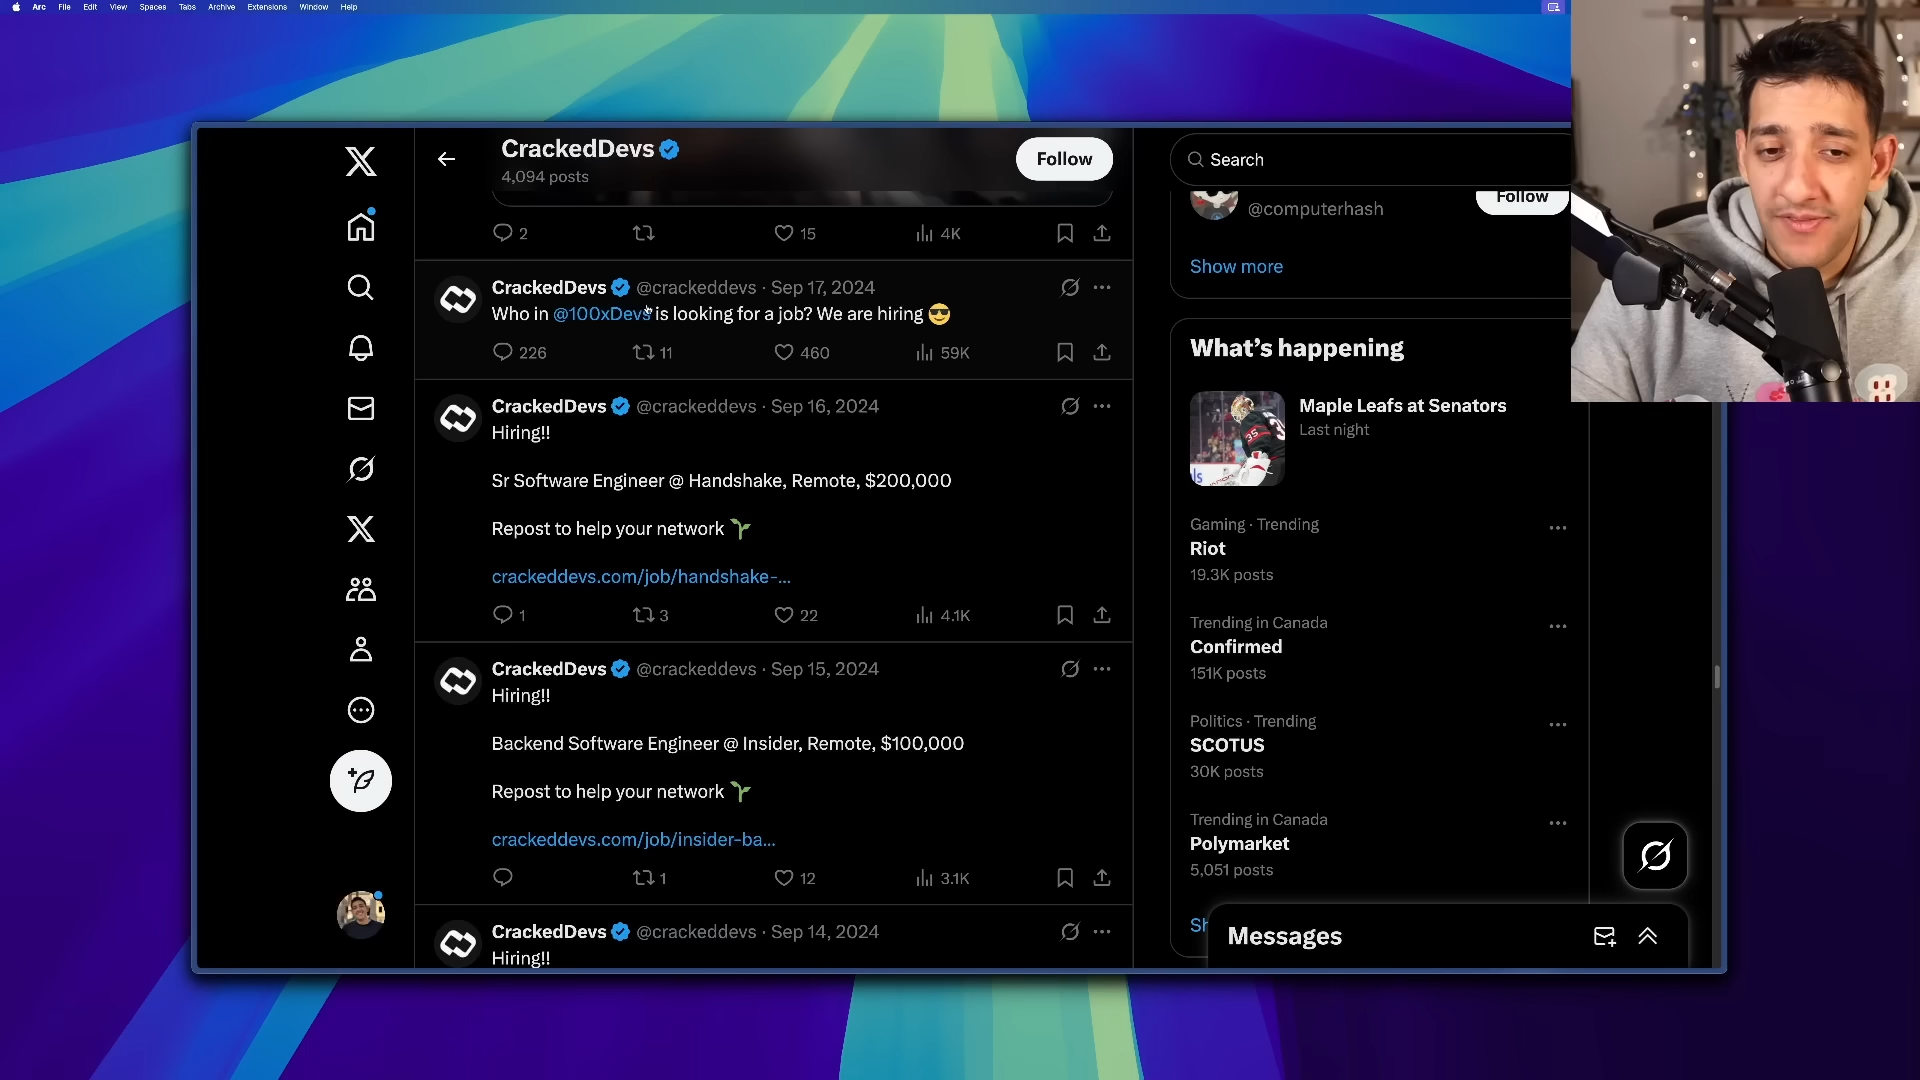 Arc File Edit View Spaces Tabs Archive Extensions Window Help
CrackedDevs
4,094 posts
Follow
2 15 4K
CrackedDevs @crackeddevs · Sep 17, 2024
Who in @100xDevs is looking for a job? We are hiring 😎
226 11 460 59K
CrackedDevs @crackeddevs · Sep 16, 2024
Hiring!!
Sr Software Engineer @ Handshake, Remote, $200,000
Repost to help your network 🌱
crackeddevs.com/job/handshake-...
1 3 22 4.1K
CrackedDevs @crackeddevs · Sep 15, 2024
Hiring!!
Backend Software Engineer @ Insider, Remote, $100,000
Repost to help your network 🌱
crackeddevs.com/job/insider-ba...
1 12 3.1K
CrackedDevs @crackeddevs · Sep 14, 2024
Hiring!!
Search
@computerhash
Follow
Show more
What's happening
35
Maple Leafs at Senators
Last night
Gaming · Trending
Riot
19.3K posts
Trending in Canada
Confirmed
151K posts
Politics · Trending
SCOTUS
30K posts
Trending in Canada
Polymarket
5,051 posts
Sh
Messages